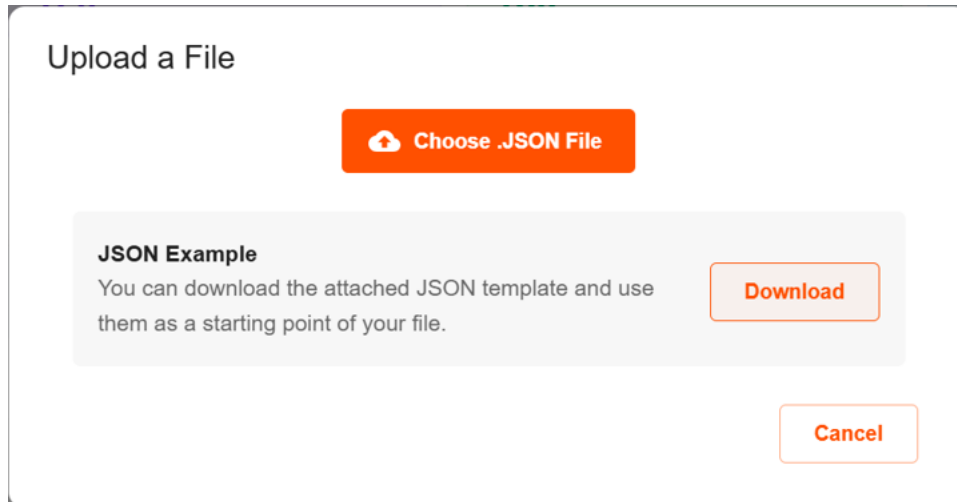 Upload a File
Choose .JSON File
JSON Example
You can download the attached JSON template and use
them as a starting point of your file.
Download
Cancel